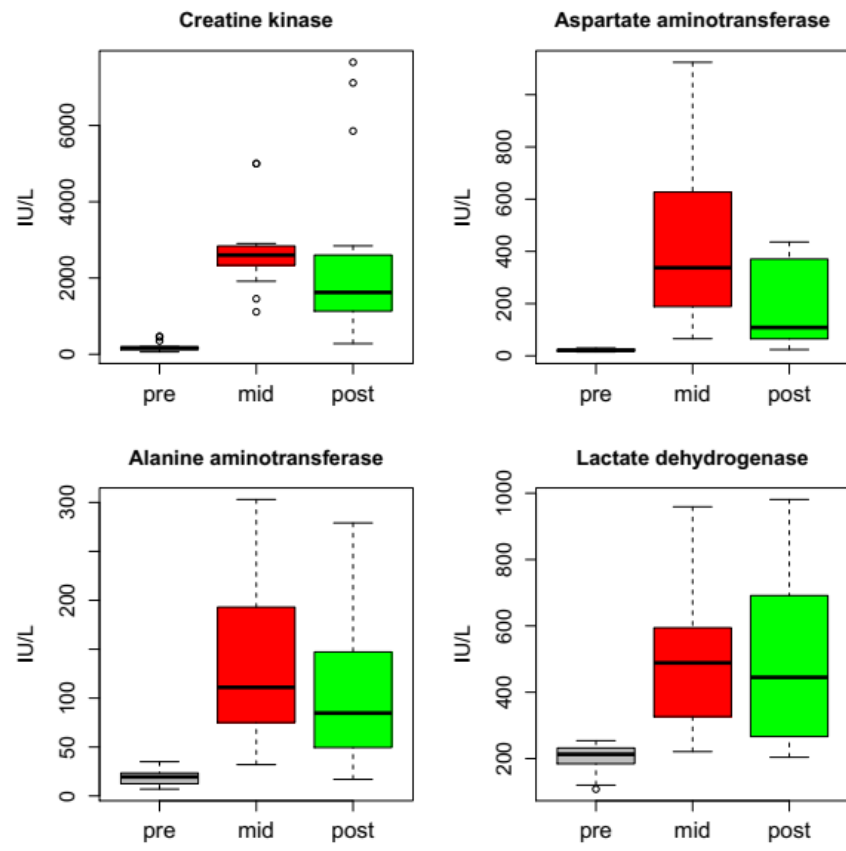 Creatine kinase
IU/L
6000
4000
2000
0
pre mid post
Aspartate aminotransferase
IU/L
800
600
400
200
0
pre mid post
Alanine aminotransferase
IU/L
300
200
100
50
0
pre mid post
Lactate dehydrogenase
IU/L
1000
800
600
400
200
pre mid post